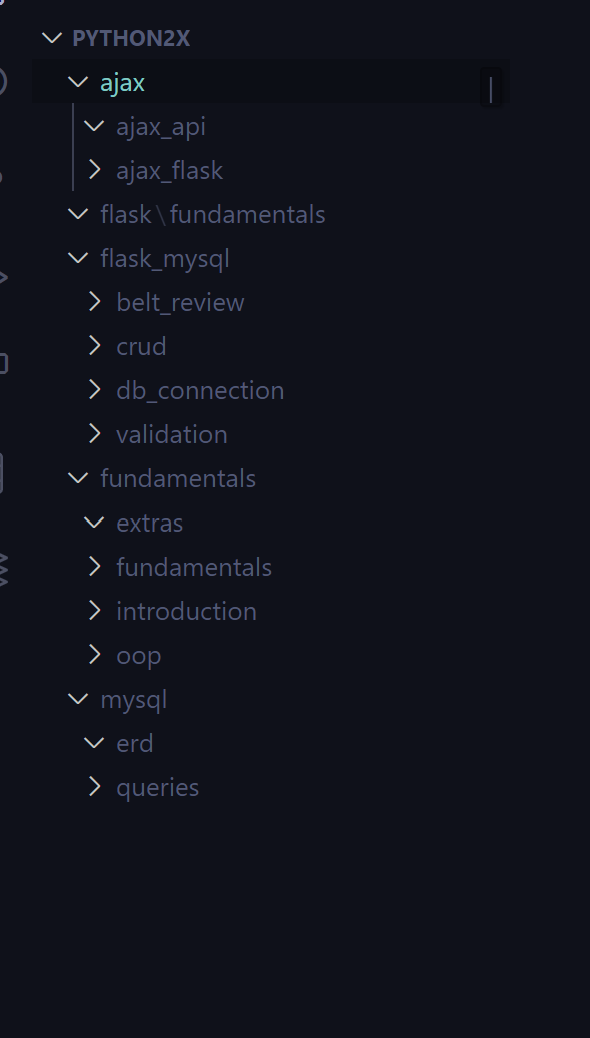 PYTHON2X
ajax
ajax_api
ajax_flask
flask\fundamentals
flask_mysql
belt_review
crud
db_connection
validation
fundamentals
extras
fundamentals
introduction
oop
mysql
erd
queries